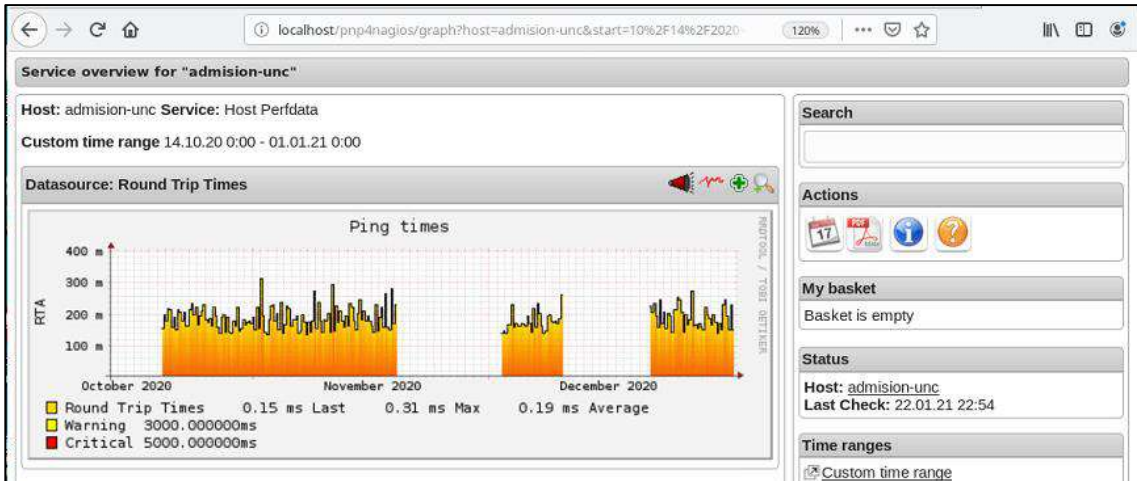 localhost/pnp4nagios/graph?host=admision-unc&start=10%2F14%2F2020
120%
Service overview for "admision-unc"
Host: admision-unc Service: Host Perfdata
Custom time range 14.10.20 0:00 - 01.01.21 0:00
Datasource: Round Trip Times
Ping times
400 m
300 m
200 m
100 m
RTA
RRDTOOL / TOBI OETIKER
October 2020 November 2020 December 2020
Round Trip Times 0.15 ms Last 0.31 ms Max 0.19 ms Average
Warning 3000.000000ms
Critical 5000.000000ms
Search
Actions
17
PDF
My basket
Basket is empty
Status
Host: admision-unc
Last Check: 22.01.21 22:54
Time ranges
Custom time range